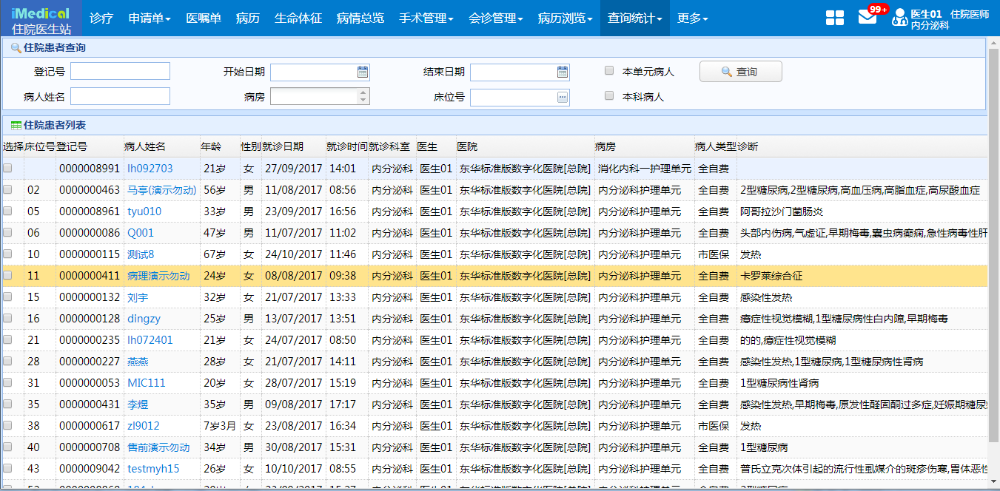 iMedical
住院医生站
诊疗 申请单 医嘱单 病历 生命体征 病情总览 手术管理 会诊管理 病历浏览 查询统计 更多
99+
医生01 住院医师
内分泌科
住院患者查询
登记号 开始日期 结束日期 本单元病人 查询
病人姓名 病房 床位号 本科病人
住院患者列表
选择 床位号 登记号 病人姓名 年龄 性别 就诊日期 就诊时间 就诊科室 医生 医院 病房 病人类型 诊断
0000008991 lh092703 21岁 女 27/09/2017 14:01 内分泌科 医生01 东华标准版数字化医院[总院] 消化内科一护理单元 全自费
02 0000000463 马亭(演示勿动) 56岁 男 11/08/2017 08:56 内分泌科 医生01 东华标准版数字化医院[总院] 内分泌科护理单元 全自费 2型糖尿病,2型糖尿病,高血压病,高脂血症,高尿酸血症
05 0000008961 tyu010 33岁 男 23/09/2017 16:56 内分泌科 医生01 东华标准版数字化医院[总院] 内分泌科护理单元 全自费 阿哥拉沙门菌肠炎
06 0000000086 Q001 47岁 男 11/07/2017 11:02 内分泌科 医生01 东华标准版数字化医院[总院] 内分泌科护理单元 全自费 头部内伤病,气虚证,早期梅毒,囊虫病癫痫,急性病毒性肝
10 0000000115 测试8 67岁 女 24/10/2017 11:46 内分泌科 医生01 东华标准版数字化医院[总院] 内分泌科护理单元 市医保 发热
11 0000000411 病理演示勿动 24岁 女 08/08/2017 09:38 内分泌科 医生01 东华标准版数字化医院[总院] 内分泌科护理单元 全自费 卡罗莱综合征
15 0000000132 刘宇 32岁 女 21/07/2017 13:33 内分泌科 医生01 东华标准版数字化医院[总院] 内分泌科护理单元 全自费 感染性发热
16 0000000128 dingzy 25岁 男 13/07/2017 13:51 内分泌科 医生01 东华标准版数字化医院[总院] 内分泌科护理单元 全自费 癔症性视觉模糊,1型糖尿病性白内障,早期梅毒
21 0000000235 lh072401 21岁 女 24/07/2017 08:50 内分泌科 医生01 东华标准版数字化医院[总院] 内分泌科护理单元 全自费 的的,癔症性视觉模糊
28 0000000227 燕燕 28岁 女 21/07/2017 14:11 内分泌科 医生01 东华标准版数字化医院[总院] 内分泌科护理单元 全自费 感染性发热,1型糖尿病,1型糖尿病性肾病
31 0000000053 MIC111 20岁 女 28/07/2017 15:19 内分泌科 医生01 东华标准版数字化医院[总院] 内分泌科护理单元 全自费 1型糖尿病性肾病
35 0000000431 李煜 35岁 男 09/08/2017 17:17 内分泌科 医生01 东华标准版数字化医院[总院] 内分泌科护理单元 全自费 感染性发热,早期梅毒,原发性醛固酮过多症,妊娠期糖尿
38 0000000617 zl9012 7岁3月 女 23/08/2017 16:34 内分泌科 医生01 东华标准版数字化医院[总院] 内分泌科护理单元 市医保 发热
40 0000000708 售前演示勿动 34岁 男 30/08/2017 15:31 内分泌科 医生01 东华标准版数字化医院[总院] 内分泌科护理单元 全自费 1型糖尿病
43 0000009042 testmyh15 26岁 女 10/10/2017 08:55 内分泌科 医生01 东华标准版数字化医院[总院] 内分泌科护理单元 全自费 普氏立克次体引起的流行性虱媒介的斑疹伤寒,胃体恶性